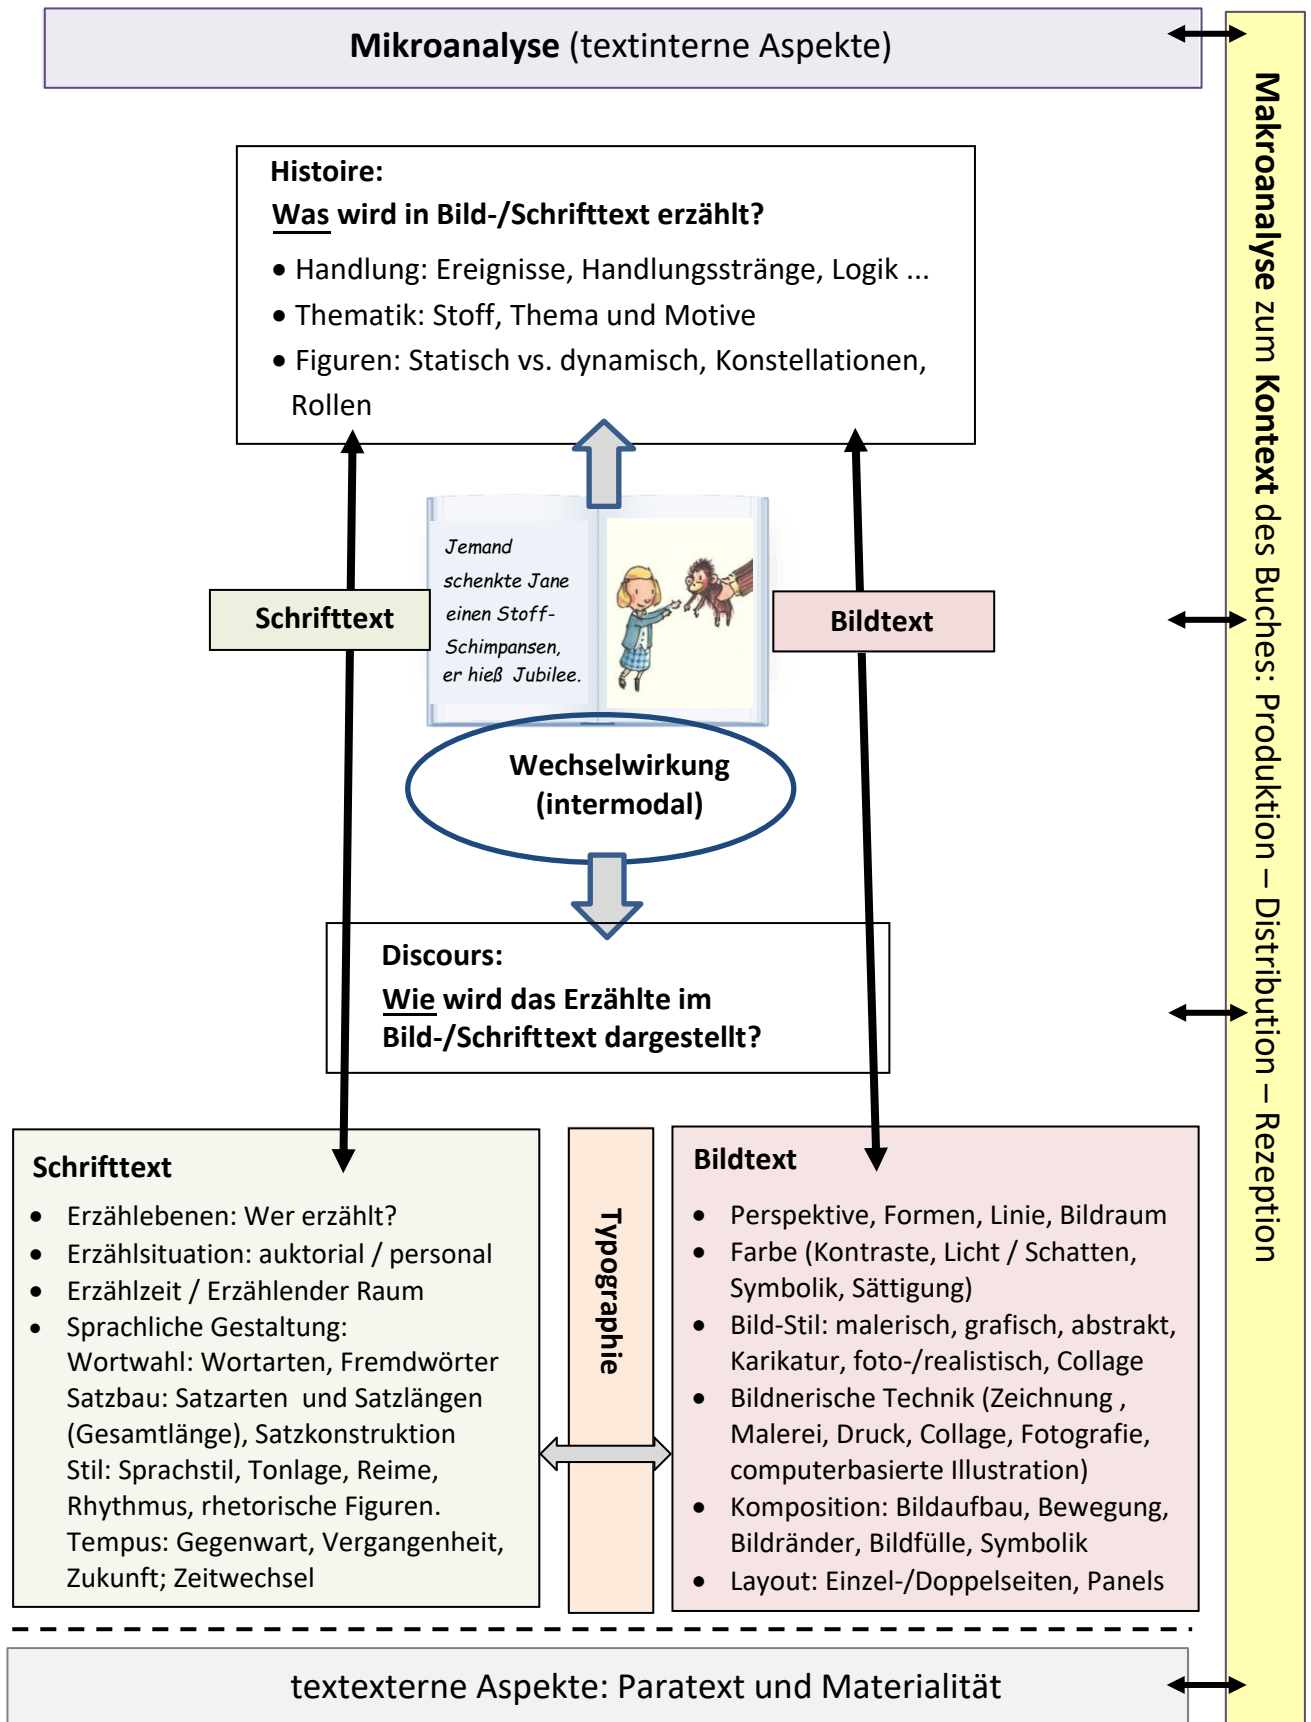 Mikroanalyse (textinterne Aspekte)
Histoire:
Was wird in Bild-/Schrifttext erzählt?
• Handlung: Ereignisse, Handlungsstränge, Logik ...
• Thematik: Stoff, Thema und Motive
• Figuren: Statisch vs. dynamisch, Konstellationen,
Rollen
Jemand
schenkte Jane
einen Stoff-
Schimpansen,
er hieß Jubilee.
Schrifttext
Bildtext
Wechselwirkung
(intermodal)
Discours:
Wie wird das Erzählte im
Bild-/Schrifttext dargestellt?
Schrifttext
• Erzählebenen: Wer erzählt?
• Erzählsituation: auktorial / personal
• Erzählzeit / Erzählender Raum
• Sprachliche Gestaltung:
Wortwahl: Wortarten, Fremdwörter
Satzbau: Satzarten und Satzlängen
(Gesamtlänge), Satzkonstruktion
Stil: Sprachstil, Tonlage, Reime,
Rhythmus, rhetorische Figuren.
Tempus: Gegenwart, Vergangenheit,
Zukunft; Zeitwechsel
Typographie
Bildtext
• Perspektive, Formen, Linie, Bildraum
• Farbe (Kontraste, Licht / Schatten,
Symbolik, Sättigung)
• Bild-Stil: malerisch, grafisch, abstrakt,
Karikatur, foto-/realistisch, Collage
• Bildnerische Technik (Zeichnung ,
Malerei, Druck, Collage, Fotografie,
computerbasierte Illustration)
• Komposition: Bildaufbau, Bewegung,
Bildränder, Bildfülle, Symbolik
• Layout: Einzel-/Doppelseiten, Panels
textexterne Aspekte: Paratext und Materialität
Makroanalyse zum Kontext des Buches: Produktion – Distribution – Rezeption